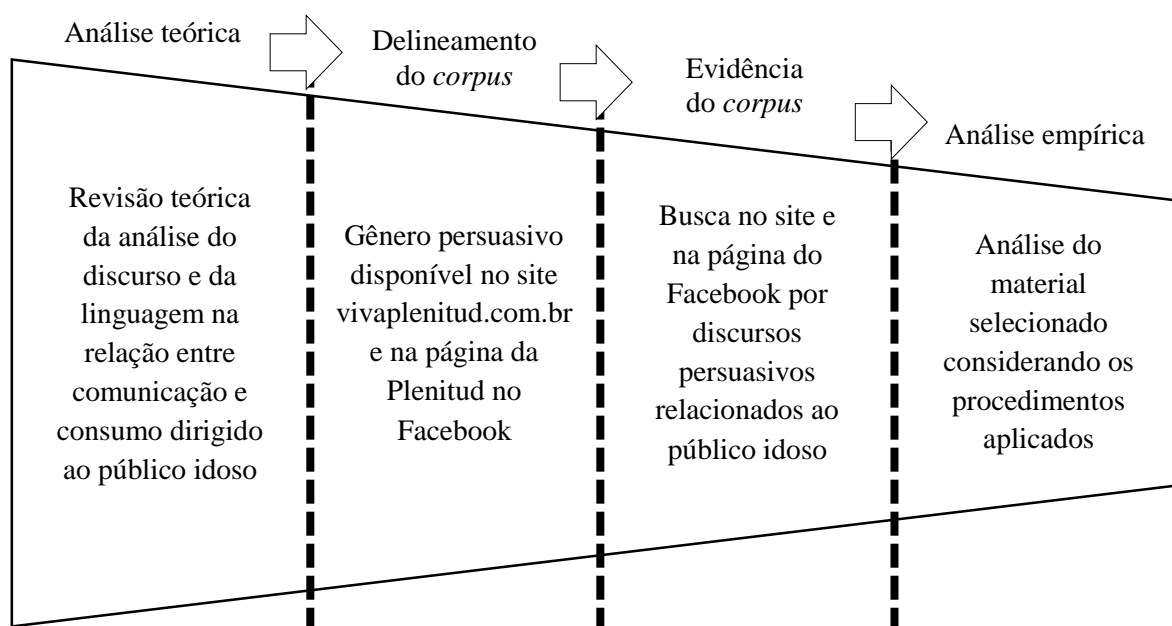 Análise teórica
Delineamento
do corpus
Evidência
do corpus
Análise empírica
Revisão teórica
da análise do
discurso e da
linguagem na
relação entre
comunicação e
consumo dirigido
ao público idoso
Gênero persuasivo
disponível no site
vivaplenitud.com.br
e na página da
Plenitud no
Facebook
Busca no site e
na página do
Facebook por
discursos
persuasivos
relacionados ao
público idoso
Análise do
material
selecionado
considerando os
procedimentos
aplicados